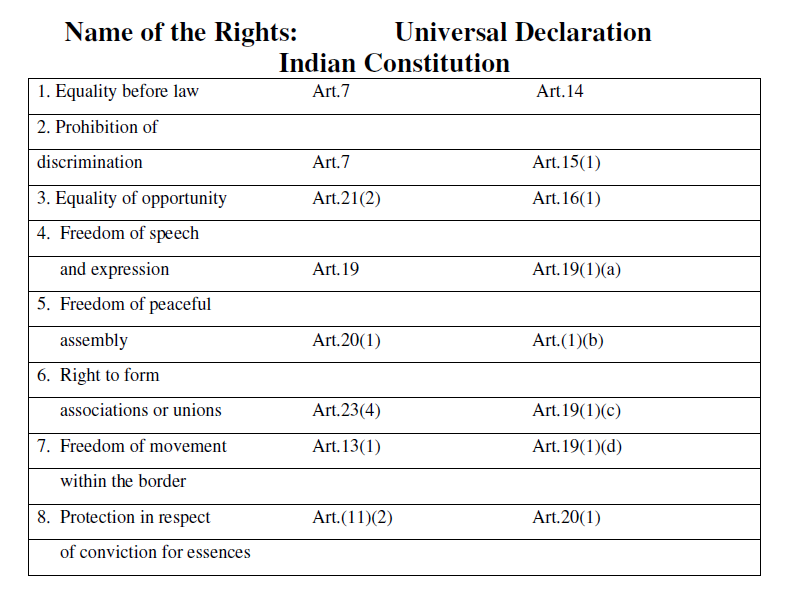 Name of the Rights: Universal Declaration
Indian Constitution
1. Equality before law Art.7 Art.14
2. Prohibition of
discrimination Art.7 Art.15(1)
3. Equality of opportunity Art.21(2) Art.16(1)
4. Freedom of speech
and expression Art.19 Art.19(1)(a)
5. Freedom of peaceful
assembly Art.20(1) Art.(1)(b)
6. Right to form
associations or unions Art.23(4) Art.19(1)(c)
7. Freedom of movement Art.13(1) Art.19(1)(d)
within the border
8. Protection in respect Art.(11)(2) Art.20(1)
of conviction for essences